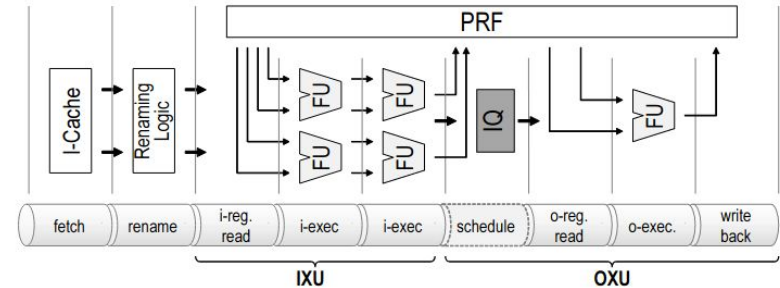 PRF
I-Cache
Renaming
Logic
FU
FU
FU
FU
IQ
FU
fetch
rename
i-reg.
read
i-exec
i-exec
schedule
o-reg.
read
o-exec.
write
back
IXU
OXU